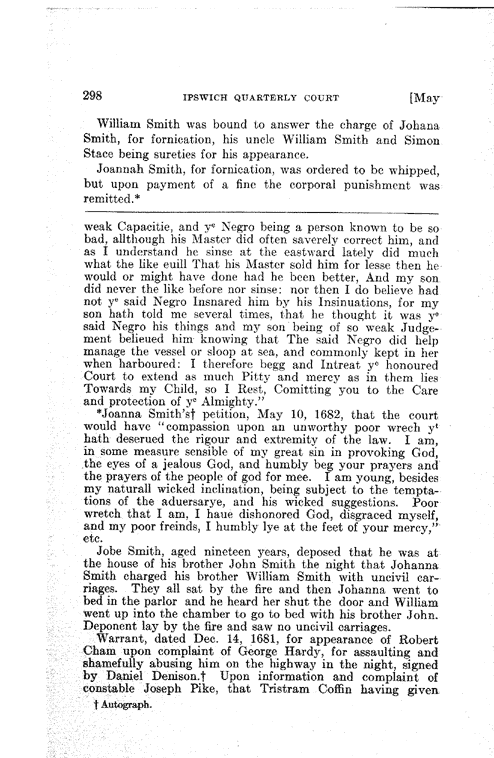 298 IPSWICH QUARTERLY COURT [May
William Smith was bound to answer the charge of Johana
Smith, for fornication, his uncle William Smith and Simon
Stace being sureties for his appearance.
Joannah Smith, for fornication, was ordered to be whipped,
but upon payment of a fine the corporal punishment was
remitted.*
weak Capacitie, and yᵉ Negro being a person known to be so
bad, allthough his Master did often saverely correct him, and
as I understand he sinse at the eastward lately did much
what the like euill That his Master sold him for lesse then he
would or might have done had he been better, And my son
did never the like before nor sinse: nor then I do believe had
not yᵉ said Negro Insnared him by his Insinuations, for my
son hath told me several times, that he thought it was yᵉ
said Negro his things and my son being of so weak Judge-
ment belieued him knowing that The said Negro did help
manage the vessel or sloop at sea, and commonly kept in her
when harboured: I therefore begg and Intreat yᵉ honoured
Court to extend as much Pitty and mercy as in them lies
Towards my Child, so I Rest, Comitting you to the Care
and protection of yᵉ Almighty."
*Joanna Smith's† petition, May 10, 1682, that the court
would have "compassion upon an unworthy poor wrech yᵗ
hath deserued the rigour and extremity of the law. I am,
in some measure sensible of my great sin in provoking God,
the eyes of a jealous God, and humbly beg your prayers and
the prayers of the people of god for mee. I am young, besides
my naturall wicked inclination, being subject to the tempta-
tions of the aduersarye, and his wicked suggestions. Poor
wretch that I am, I haue dishonored God, disgraced myself,
and my poor freinds, I humbly lye at the feet of your mercy,"
etc.
Jobe Smith, aged nineteen years, deposed that he was at
the house of his brother John Smith the night that Johanna
Smith charged his brother William Smith with uncivil car-
riages. They all sat by the fire and then Johanna went to
bed in the parlor and he heard her shut the door and William
went up into the chamber to go to bed with his brother John.
Deponent lay by the fire and saw no uncivil carriages.
Warrant, dated Dec. 14, 1681, for appearance of Robert
Cham upon complaint of George Hardy, for assaulting and
shamefully abusing him on the highway in the night, signed
by Daniel Denison.† Upon information and complaint of
constable Joseph Pike, that Tristram Coffin having given
† Autograph.